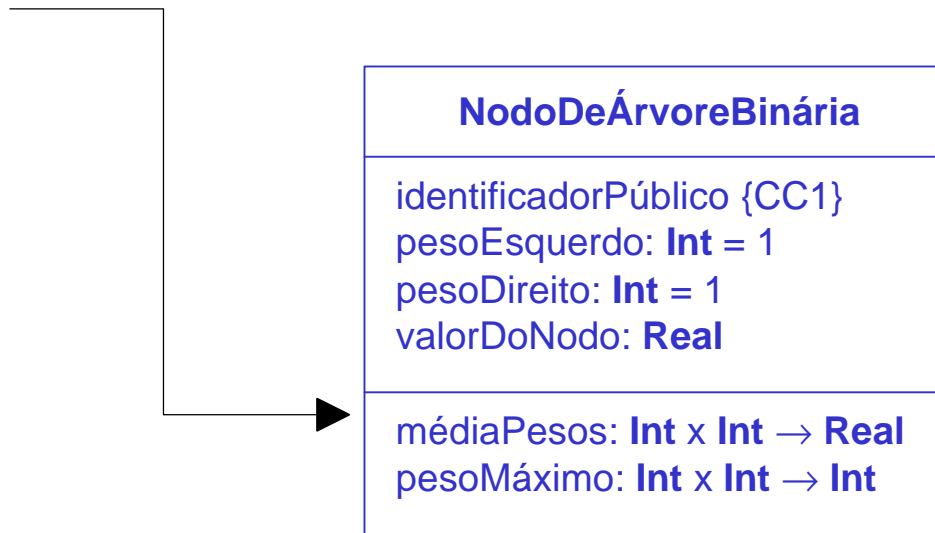 NodoDeÁrvoreBinária
identificadorPúblico {CC1}
pesoEsquerdo: Int = 1
pesoDireito: Int = 1
valorDoNodo: Real
médiaPesos: Int x Int → Real
pesoMáximo: Int x Int → Int